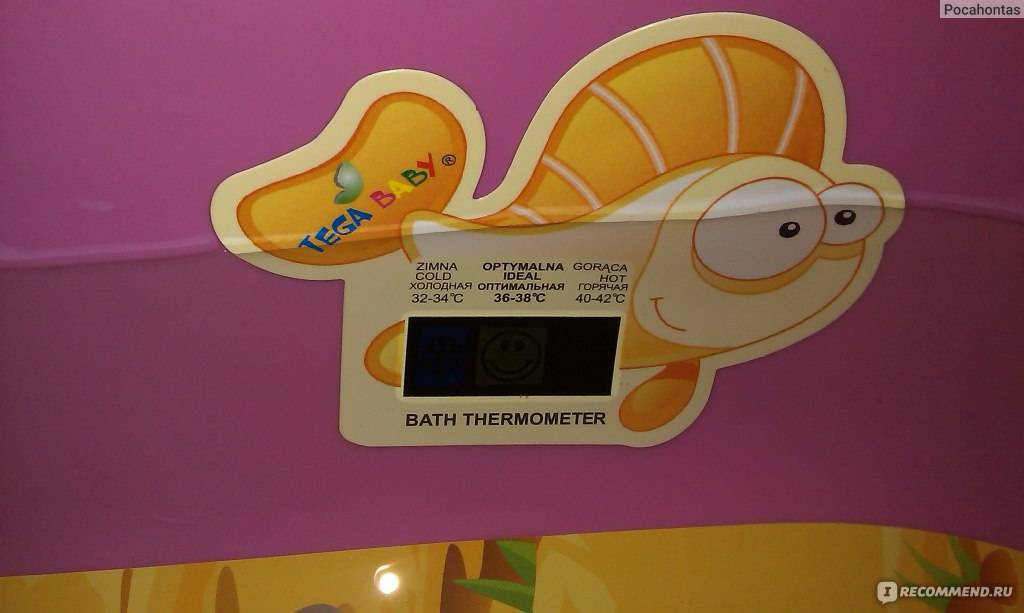 Pocahontas
TEGA BABY ®
ZIMNA
COLD
ХОЛОДНАЯ
32-34°C
OPTYMALNA
IDEAL
ОПТИМАЛЬНАЯ
36-38°C
GORĄCA
HOT
ГОРЯЧАЯ
40-42°C
BATH THERMOMETER
I RECOMMEND.RU